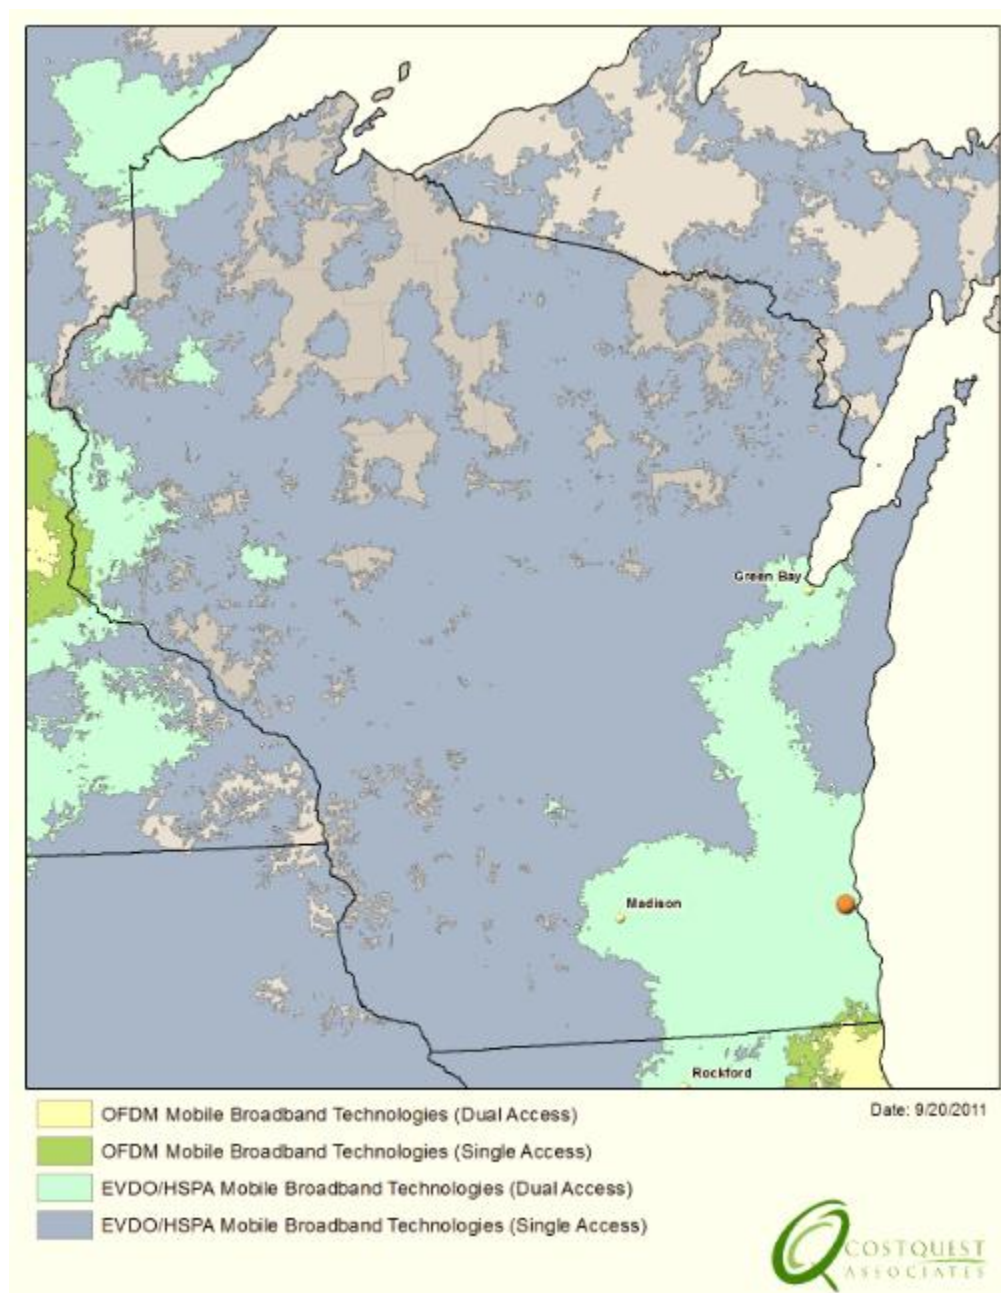 Green Bay
Madison
Rockford
Date: 9/20/2011
OFDM Mobile Broadband Technologies (Dual Access)
OFDM Mobile Broadband Technologies (Single Access)
EVDO/HSPA Mobile Broadband Technologies (Dual Access)
EVDO/HSPA Mobile Broadband Technologies (Single Access)
COSTQUEST
ASSOCIATES